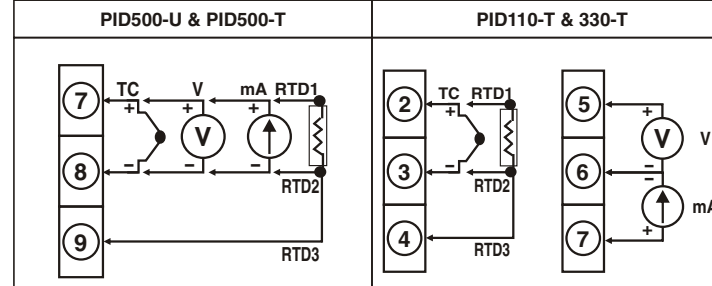 PID500-U & PID500-T
PID110-T & 330-T
7 TC V mA RTD1
+ + +
V
8 – – –
RTD2
9
RTD3
2 TC RTD1
+
3 –
RTD2
4
RTD3
5
+
V V
6 –
–
mA
7 +